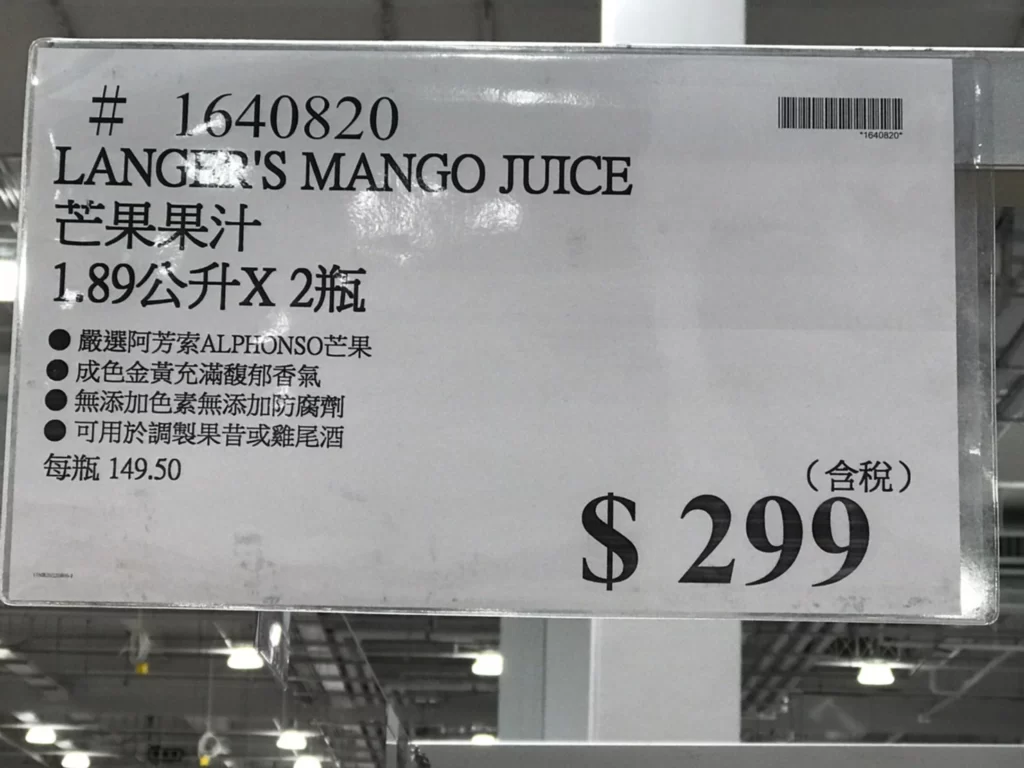 # 1640820
*1640820*
LANGER'S MANGO JUICE
芒果果汁
1.89公升X 2瓶
● 嚴選阿芳索ALPHONSO芒果
● 成色金黃充滿馥郁香氣
● 無添加色素無添加防腐劑
● 可用於調製果昔或雞尾酒
每瓶 149.50
（含稅）
$ 299